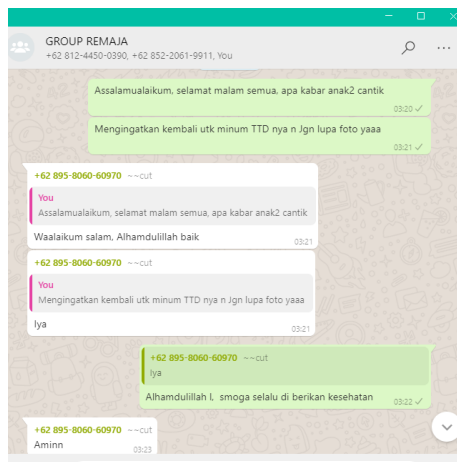 GROUP REMAJA
+62 812-4450-0390, +62 852-2061-9911, You
Assalamualaikum, selamat malam semua, apa kabar anak2 cantik
03:20
Mengingatkan kembali utk minum TTD nya n Jgn lupa foto yaaa
03:21
+62 895-8060-60970 ~~cut
You
Assalamualaikum, selamat malam semua, apa kabar anak2 cantik
Waalaikum salam, Alhamdulillah baik
03:21
+62 895-8060-60970 ~~cut
You
Mengingatkan kembali utk minum TTD nya n Jgn lupa foto yaaa
Iya
03:21
+62 895-8060-60970 ~~cut
Iya
Alhamdulillah l, smoga selalu di berikan kesehatan
03:22
+62 895-8060-60970 ~~cut
Aminn
03:23